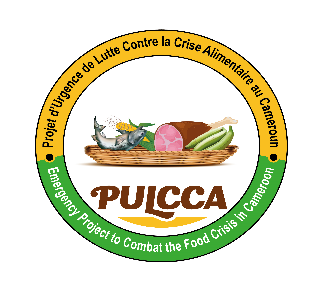 Projet d'Urgence de Lutte Contre la Crise Alimentaire au Cameroun
PULCCA
Emergency Project to Combat the Food Crisis in Cameroon